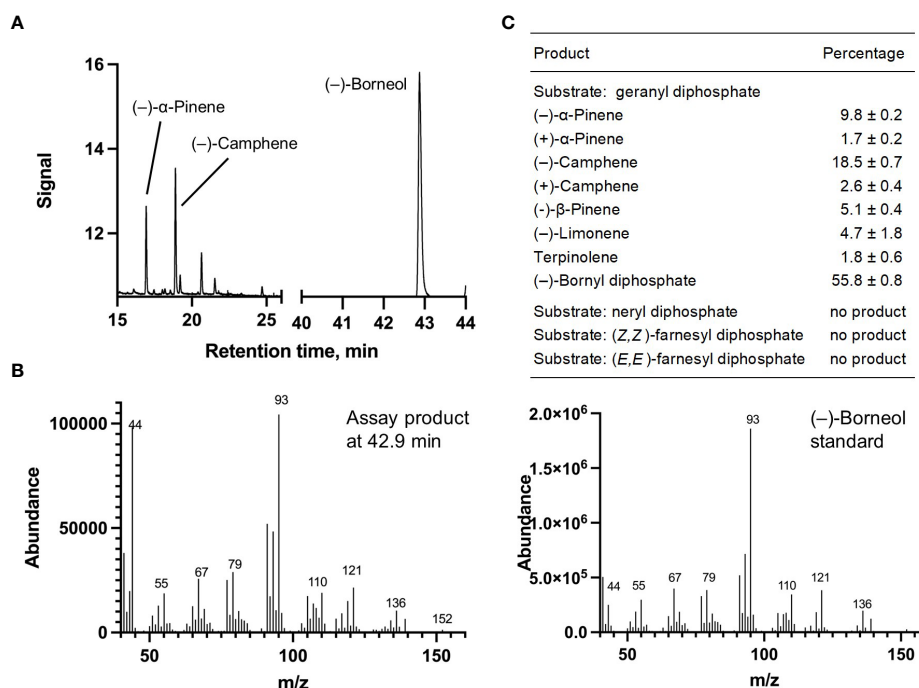 A
16
14
12
Signal
(–)-α-Pinene
(–)-Camphene
(–)-Borneol
15 20 25 40 41 42 43 44
Retention time, min
C
Product Percentage
Substrate: geranyl diphosphate
(–)-α-Pinene 9.8 ± 0.2
(+)-α-Pinene 1.7 ± 0.2
(–)-Camphene 18.5 ± 0.7
(+)-Camphene 2.6 ± 0.4
(-)-β-Pinene 5.1 ± 0.4
(–)-Limonene 4.7 ± 1.8
Terpinolene 1.8 ± 0.6
(–)-Bornyl diphosphate 55.8 ± 0.8
Substrate: neryl diphosphate no product
Substrate: (Z,Z)-farnesyl diphosphate no product
Substrate: (E,E)-farnesyl diphosphate no product
B
100000
50000
0
Abundance
44
55
67
79
93
110
121
136
152
Assay product
at 42.9 min
50 100 150
m/z
2.0×10⁶
1.5×10⁶
1.0×10⁶
5.0×10⁵
0.0
Abundance
44
55
67
79
93
110
121
136
(–)-Borneol
standard
50 100 150
m/z